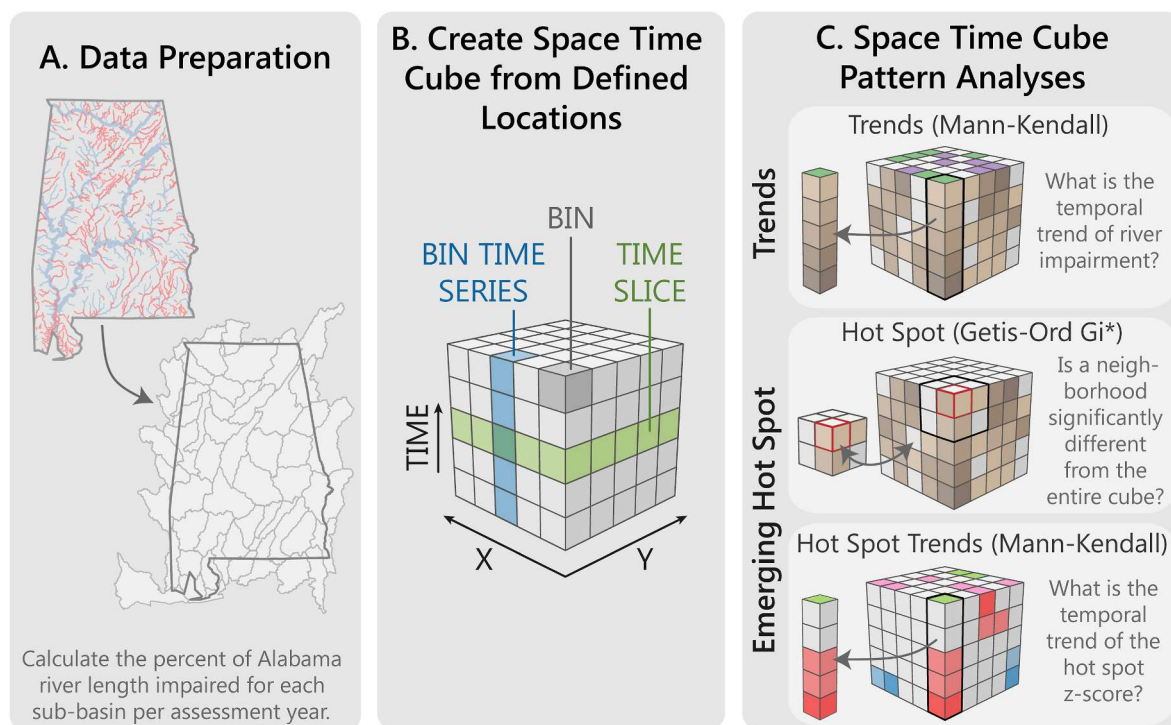 A. Data Preparation
Calculate the percent of Alabama
river length impaired for each
sub-basin per assessment year.
B. Create Space Time
Cube from Defined
Locations
BIN
BIN TIME
SERIES
TIME
SLICE
TIME
X
Y
C. Space Time Cube
Pattern Analyses
Trends
Trends (Mann-Kendall)
What is the
temporal
trend of river
impairment?
Emerging Hot Spot
Hot Spot (Getis-Ord Gi*)
Is a neigh-
borhood
significantly
different
from the
entire cube?
Hot Spot Trends (Mann-Kendall)
What is the
temporal
trend of the
hot spot
z-score?